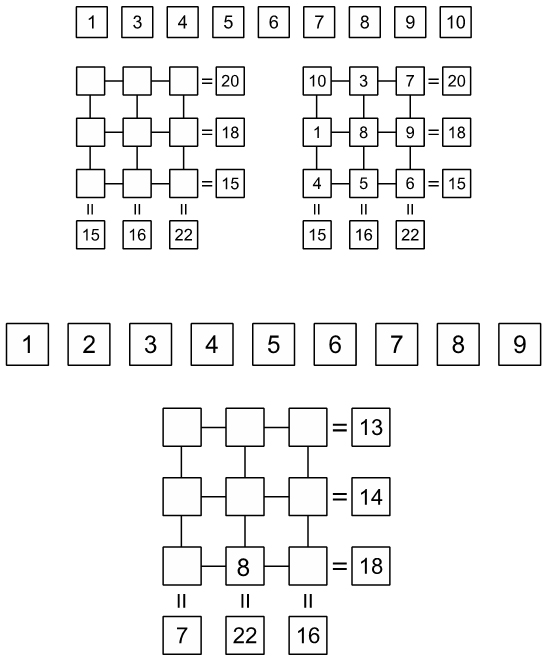 1 3 4 5 6 7 8 9 10
= 20 10 3 7 = 20
= 18 1 8 9 = 18
= 15 4 5 6 = 15
= = = = = =
15 16 22 15 16 22
1 2 3 4 5 6 7 8 9
= 13
= 14
8 = 18
= = =
7 22 16